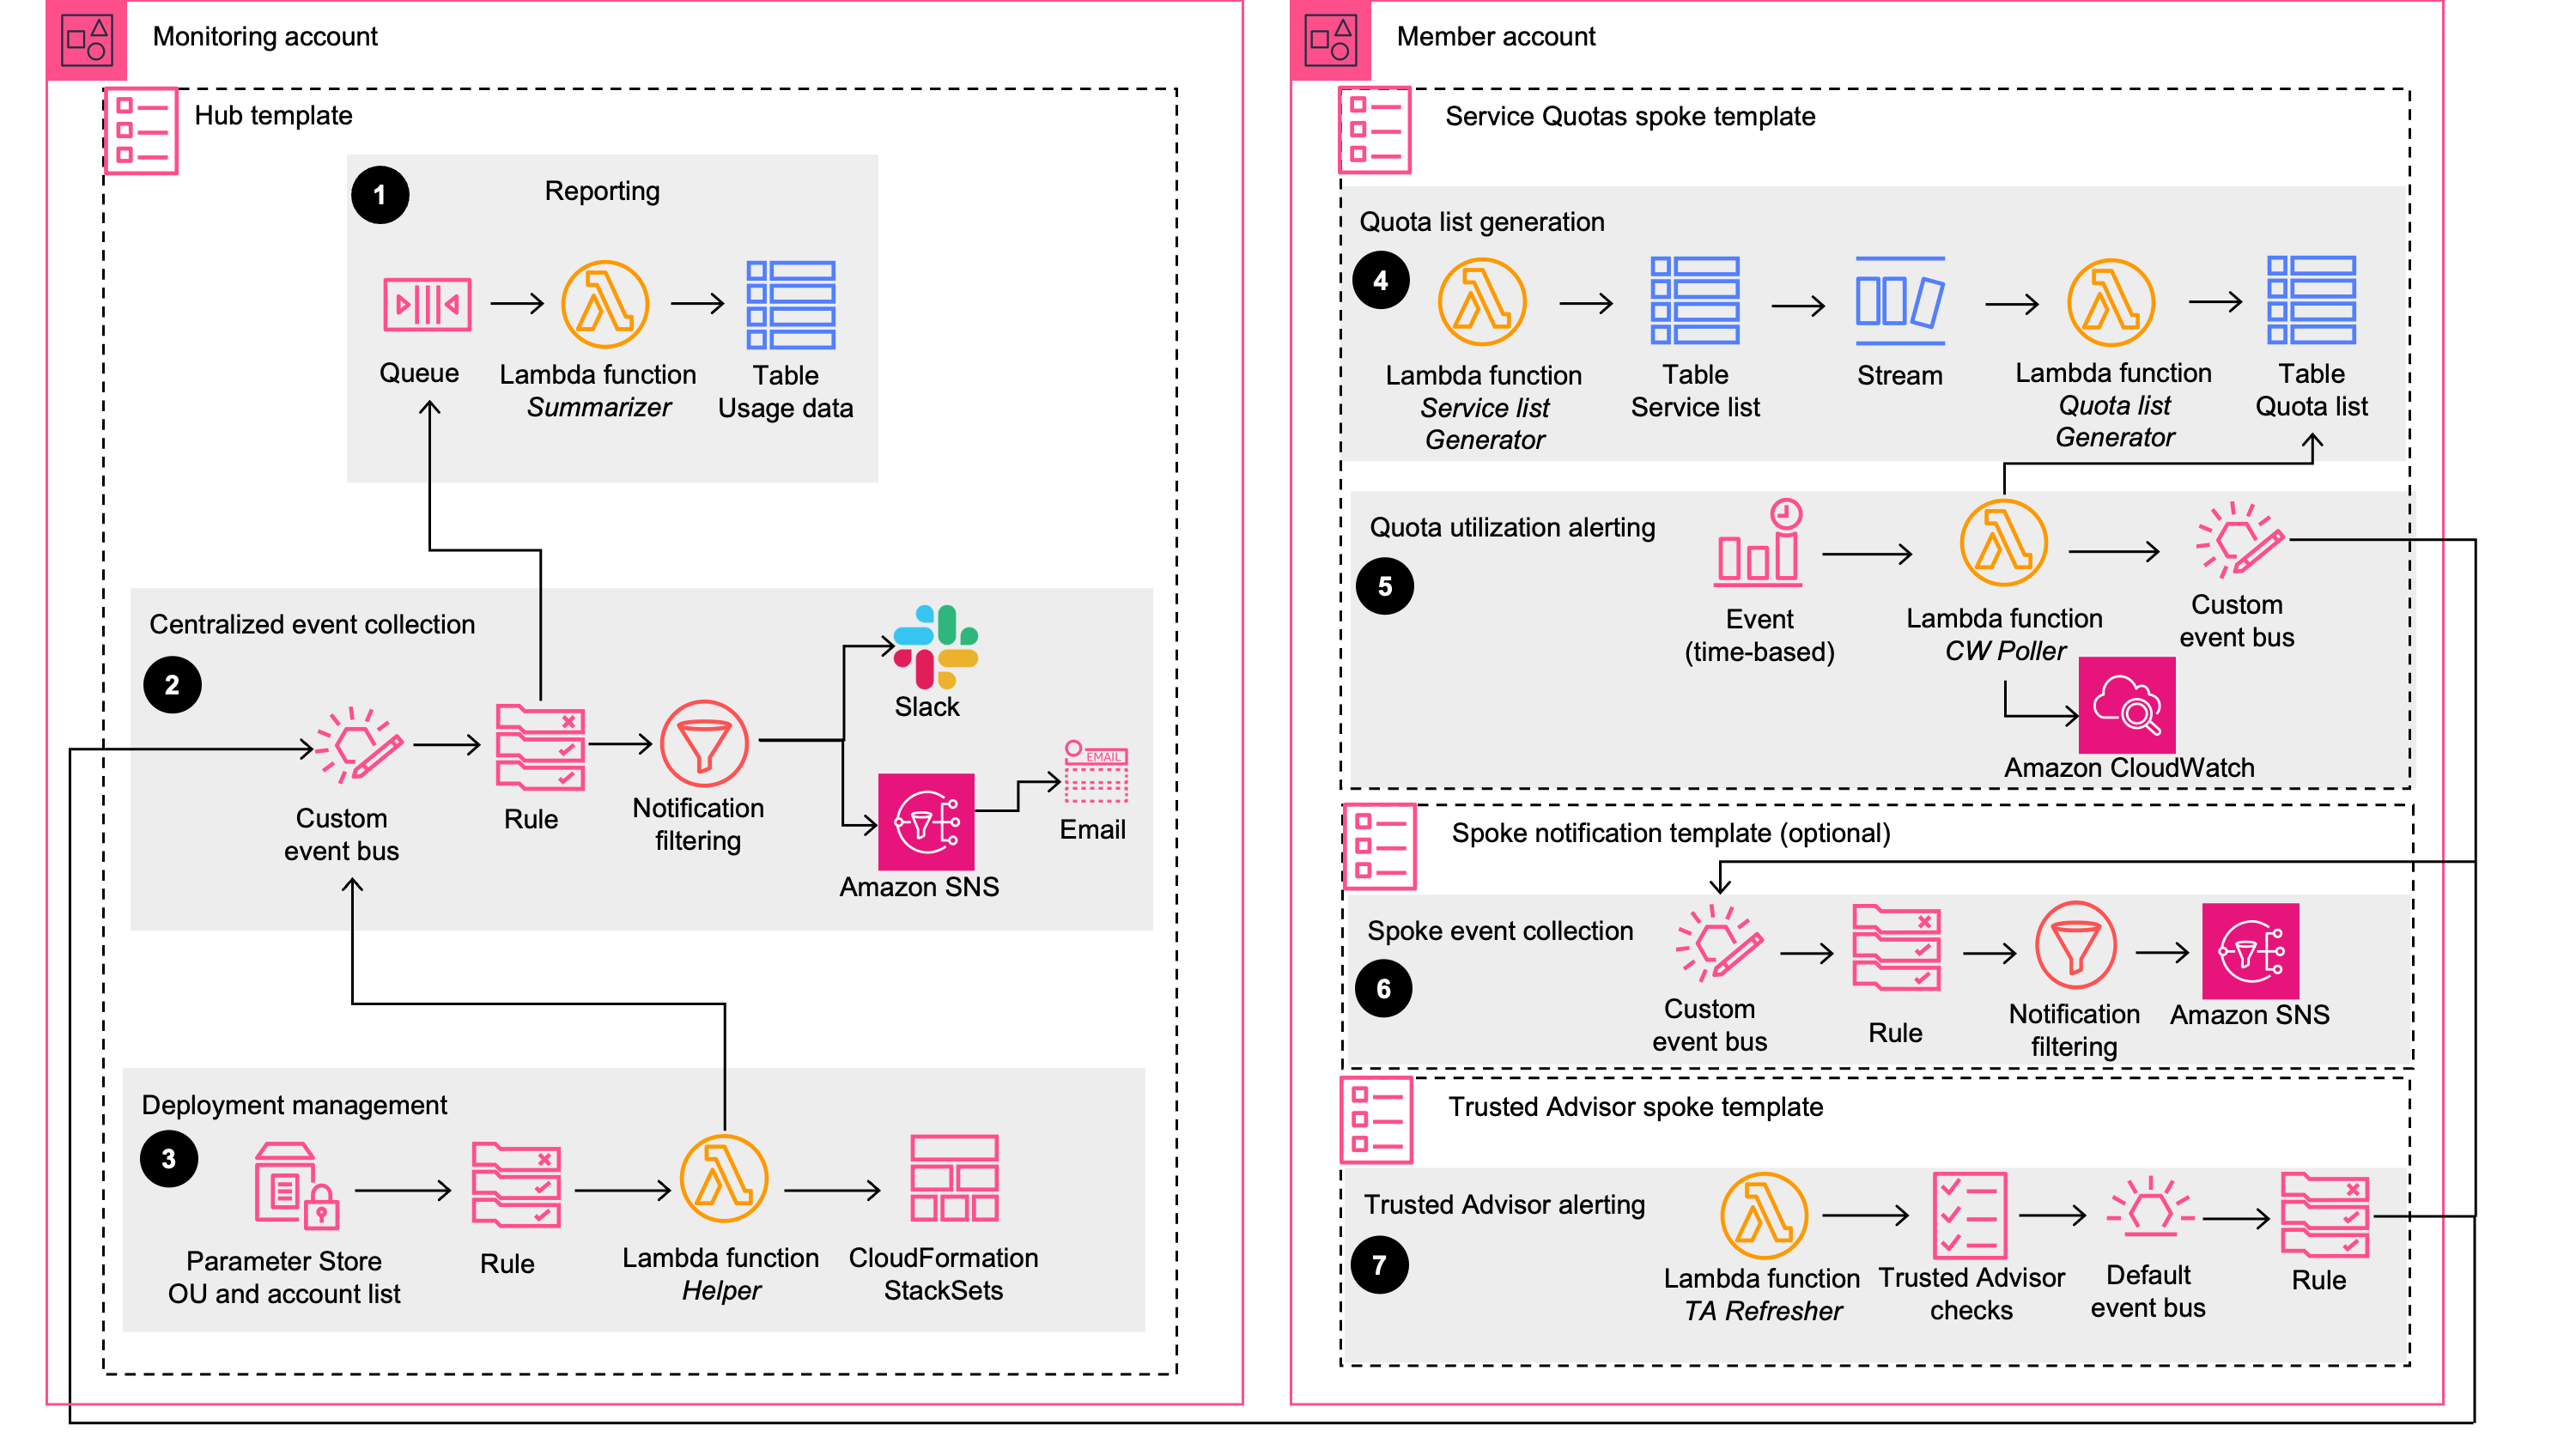 Monitoring account
Hub template
1
Reporting
Queue
Lambda function
Summarizer
Table
Usage data
Centralized event collection
2
Custom
event bus
Rule
Notification
filtering
Slack
Amazon SNS
EMAIL
Email
Deployment management
3
Parameter Store
OU and account list
Rule
Lambda function
Helper
CloudFormation
StackSets
Member account
Service Quotas spoke template
Quota list generation
4
Lambda function
Service list
Generator
Table
Service list
Stream
Lambda function
Quota list
Generator
Table
Quota list
Quota utilization alerting
5
Event
(time-based)
Lambda function
CW Poller
Custom
event bus
Amazon CloudWatch
Spoke notification template (optional)
Spoke event collection
6
Custom
event bus
Rule
Notification
filtering
Amazon SNS
Trusted Advisor spoke template
Trusted Advisor alerting
7
Lambda function
TA Refresher
Trusted Advisor
checks
Default
event bus
Rule